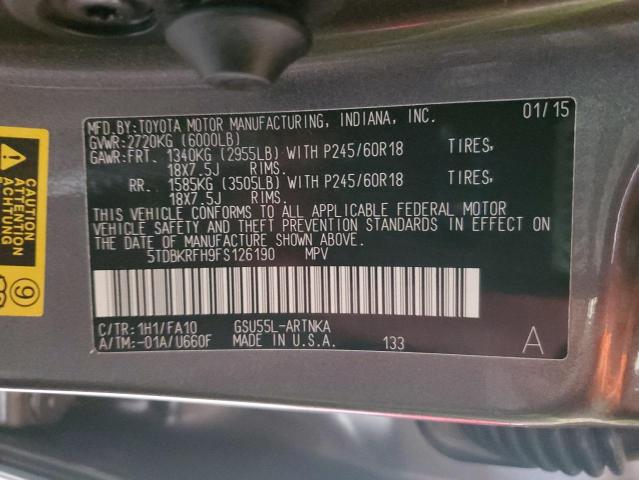 MFD.BY:TOYOTA MOTOR MANUFACTURING, INDIANA, INC. 01/15
GVWR:2720KG (6000LB)
GAWR:FRT. 1340KG (2955LB) WITH P245/60R18 TIRES,
18X7.5J RIMS.
RR. 1585KG (3505LB) WITH P245/60R18 TIRES,
18X7.5J RIMS.
THIS VEHICLE CONFORMS TO ALL APPLICABLE FEDERAL MOTOR
VEHICLE SAFETY AND THEFT PREVENTION STANDARDS IN EFFECT ON THE
DATE OF MANUFACTURE SHOWN ABOVE.
5TDBKRFH9FS126190 MPV
C/TR:1H1/FA10 GSU55L-ARTNKA
A/TM:-01A/U660F MADE IN U.S.A. 133 A
CAUTION
ATTENTION
ACHTUNG
9